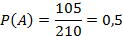 P(A) = 105/210 = 0,5